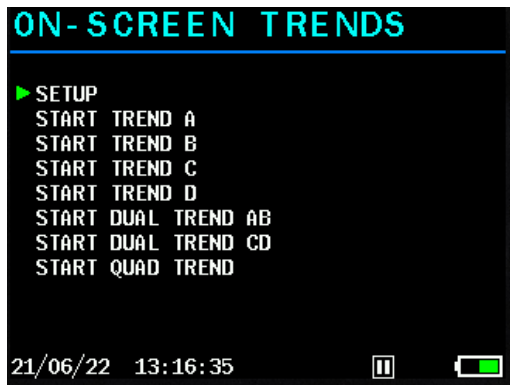 ON-SCREEN TRENDS
SETUP
START TREND A
START TREND B
START TREND C
START TREND D
START DUAL TREND AB
START DUAL TREND CD
START QUAD TREND
21/06/22 13:16:35